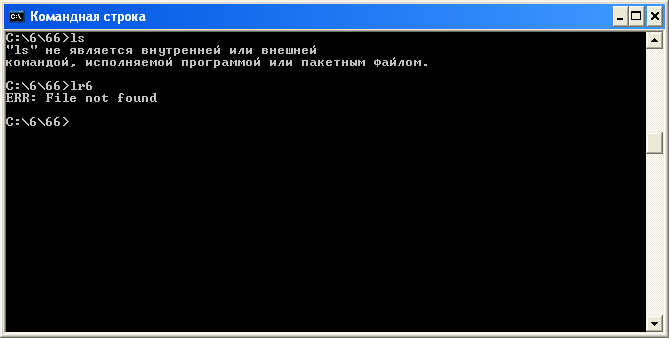 Командная строка
C:\6\66>ls
"ls" не является внутренней или внешней
командой, исполняемой программой или пакетным файлом.
C:\6\66>lr6
ERR: File not found
C:\6\66>